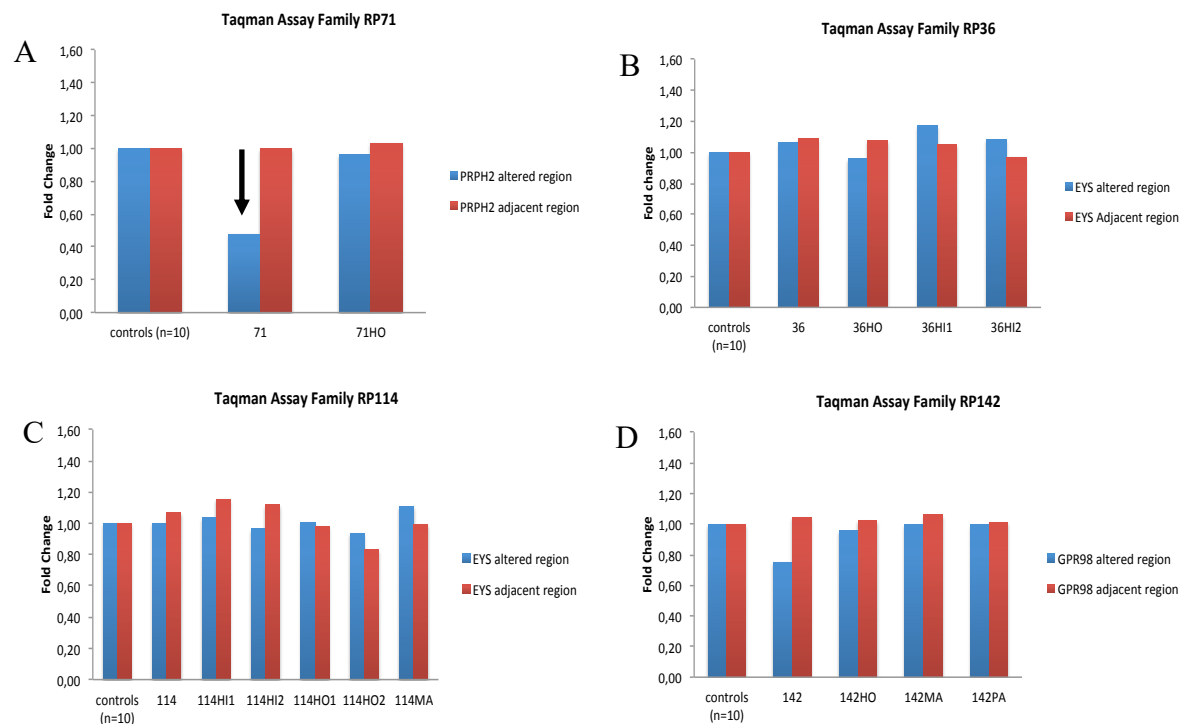 Taqman Assay Family RP71
A
1,60
1,40
1,20
1,00
0,80
0,60
0,40
0,20
0,00
Fold Change
controls (n=10) 71 71HO
PRPH2 altered region
PRPH2 adjacent region
Taqman Assay Family RP36
B
1,60
1,40
1,20
1,00
0,80
0,60
0,40
0,20
0,00
Fold change
controls 36 36HO 36HI1 36HI2
(n=10)
EYS altered region
EYS Adjacent region
Taqman Assay Family RP114
C
1,60
1,40
1,20
1,00
0,80
0,60
0,40
0,20
0,00
Fold Change
controls 114 114HI1 114HI2 114HO1 114HO2 114MA
(n=10)
EYS altered region
EYS adjacent region
Taqman Assay Family RP142
D
1,60
1,40
1,20
1,00
0,80
0,60
0,40
0,20
0,00
Fold Change
controls 142 142HO 142MA 142PA
(n=10)
GPR98 altered region
GPR98 adjacent region